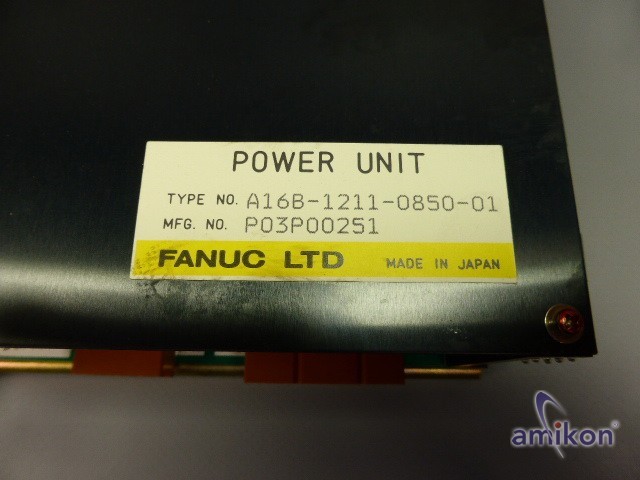 POWER UNIT
TYPE NO. A16B-1211-0850-01
MFG. NO. P03P00251
FANUC LTD MADE IN JAPAN
amikon